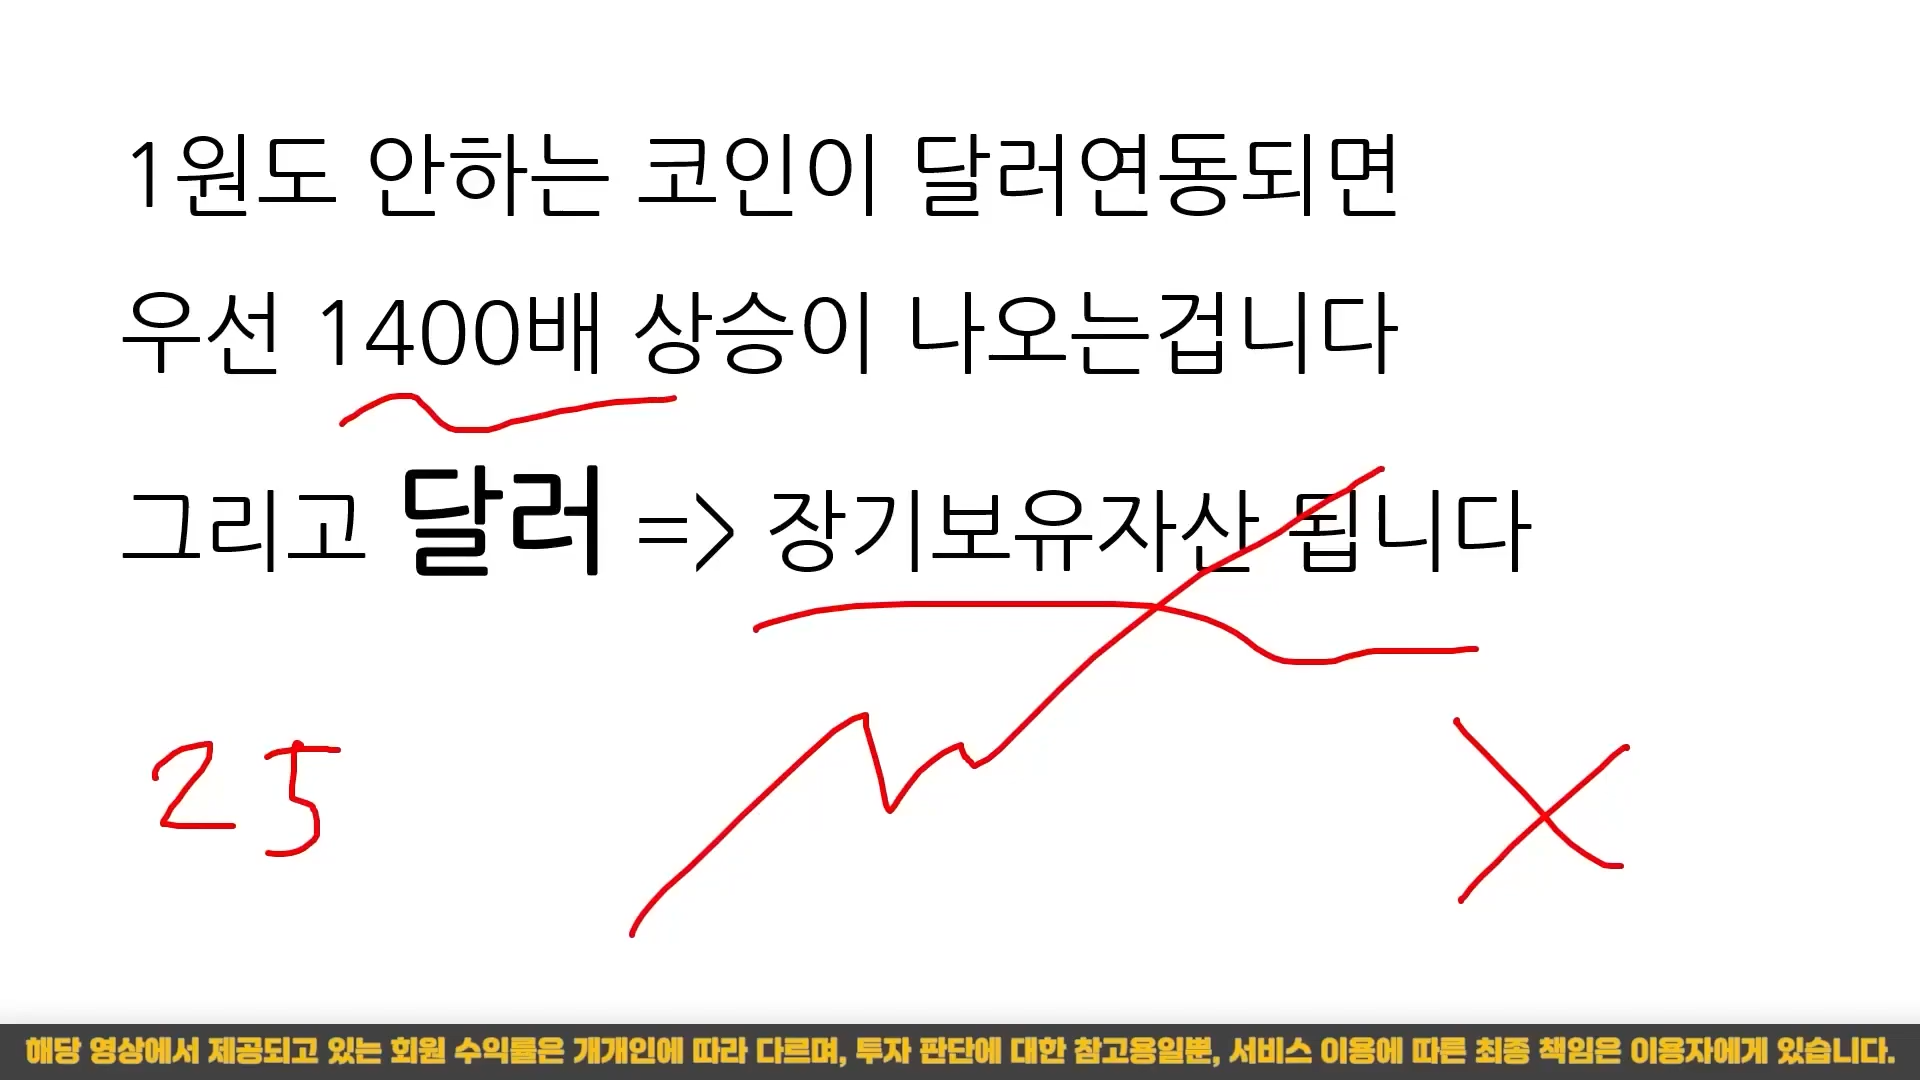 1원도 안하는 코인이 달러연동되면
우선 1400배 상승이 나오는겁니다
그리고 달러 => 장기보유자산 됩니다
25
X
해당 영상에서 제공되고 있는 회원 수익률은 개개인에 따라 다르며, 투자 판단에 대한 참고용일뿐, 서비스 이용에 따른 최종 책임은 이용자에게 있습니다.